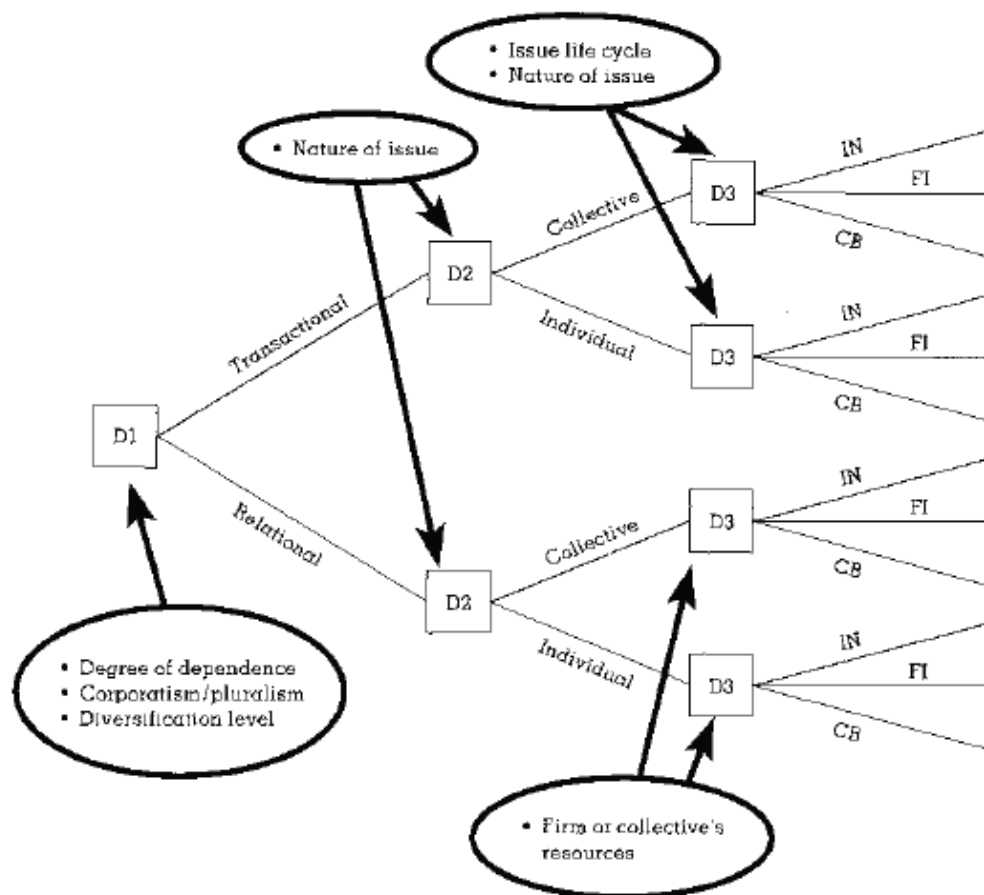 • Issue life cycle
• Nature of issue
• Nature of issue
IN
D3
FI
Collective
CB
D2
Individual
IN
D3
FI
Transactional
CB
D1
IN
Relational
D3
FI
Collective
CB
D2
Individual
IN
D3
FI
CB
• Degree of dependence
• Corporatism/pluralism
• Diversification level
• Firm or collective's
resources